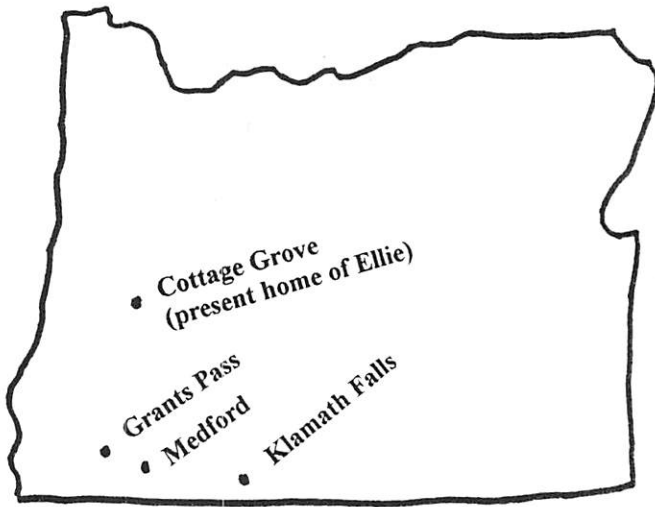 Cottage Grove
(present home of Ellie)
Grants Pass
Medford
Klamath Falls